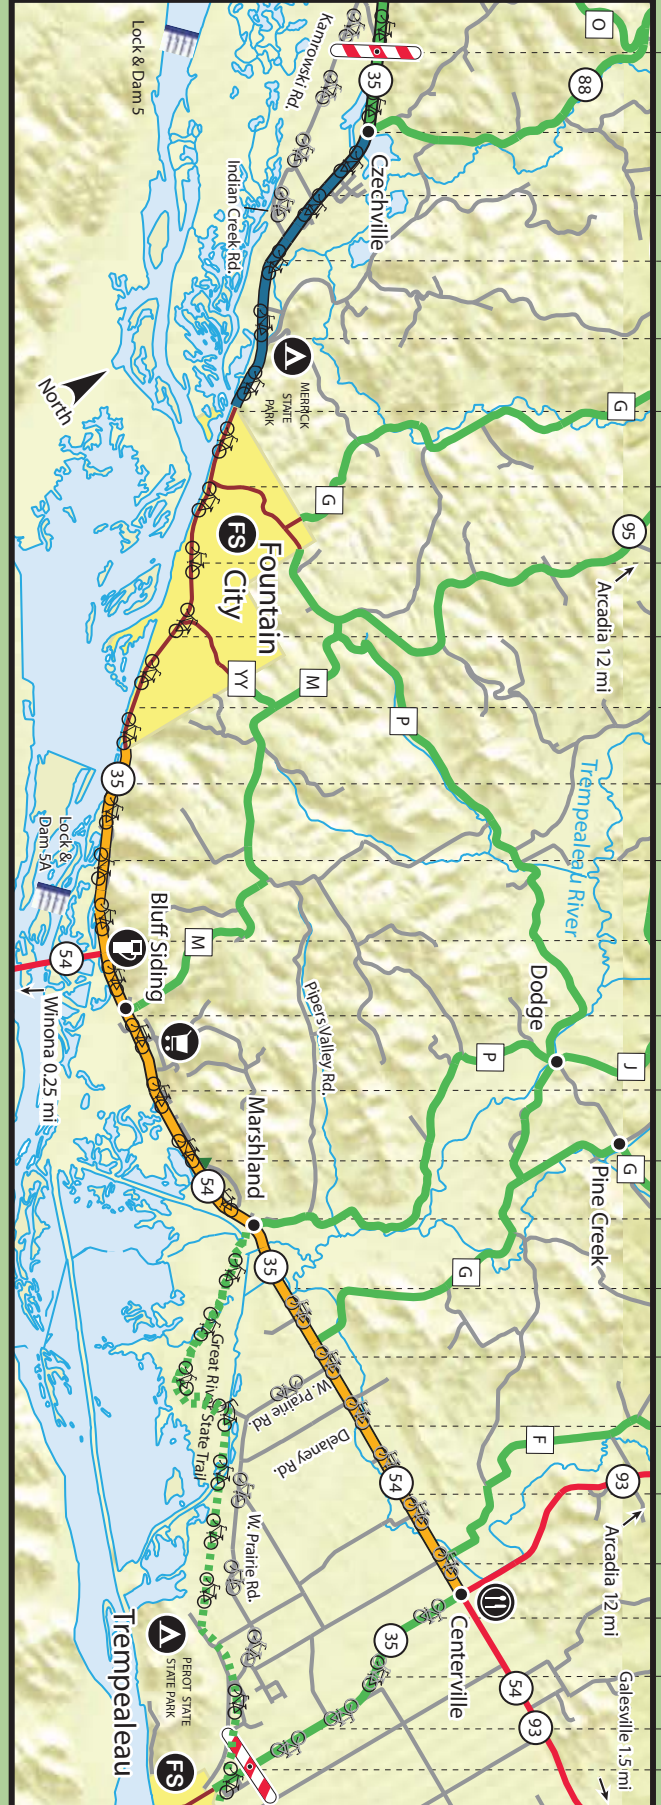 O
88
Lock & Dam 5
Kamrowski Rd.
35
Czechville
Indian Creek Rd.
North
MERRICK
STATE
PARK
G
G
95
Arcadia 12 mi
FS
Fountain
City
YY
M
P
35
Trempealeau River
Lock &
Dam-5A
Bluff Siding
M
54
Winona 0.25 mi
Dodge
P
J
Pipers Valley Rd.
Marshland
54
Pine Creek
G
G
35
Great River State Trail
W. Prairie Rd.
Delaney Rd.
F
93
54
Arcadia 12 mi
W. Prairie Rd.
Centerville
35
54
93
Galesville 1.5 mi
PEROT STATE
STATE PARK
Trempealeau
FS